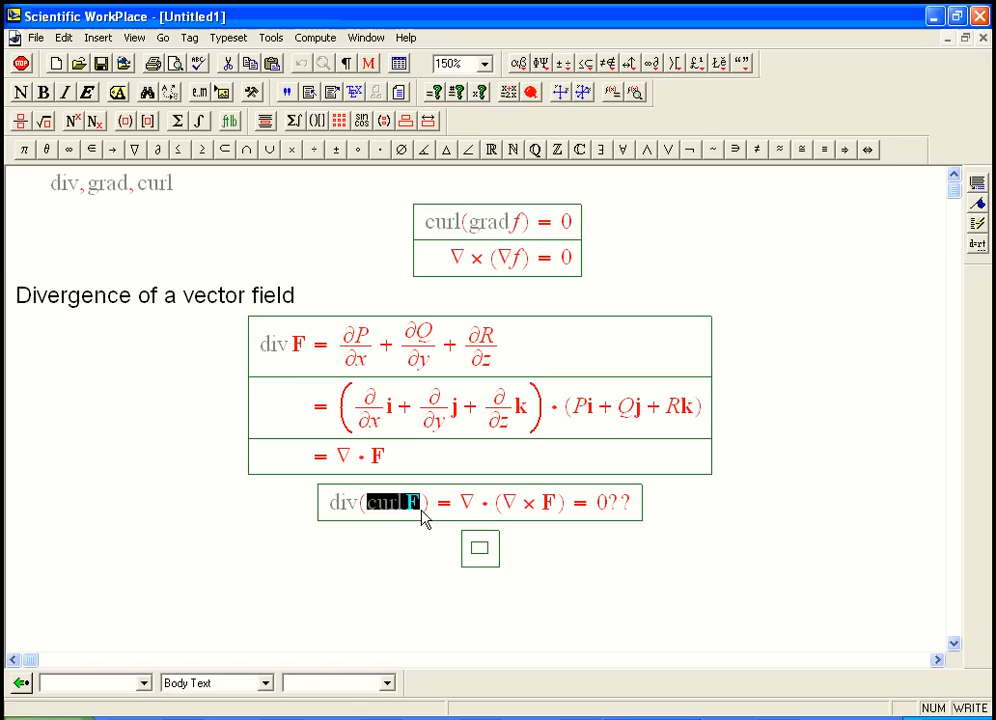 Scientific WorkPlace - [Untitled1]
File Edit Insert View Go Tag Typeset Tools Compute Window Help
150%
div, grad, curl
curl(grad f) = 0
∇ × (∇f) = 0
Divergence of a vector field
div F = ∂P/∂x + ∂Q/∂y + ∂R/∂z
= (∂/∂x i + ∂/∂y j + ∂/∂z k) · (Pi + Qj + Rk)
= ∇ · F
div(curl F) = ∇ · (∇ × F) = 0??
Body Text
NUM WRITE